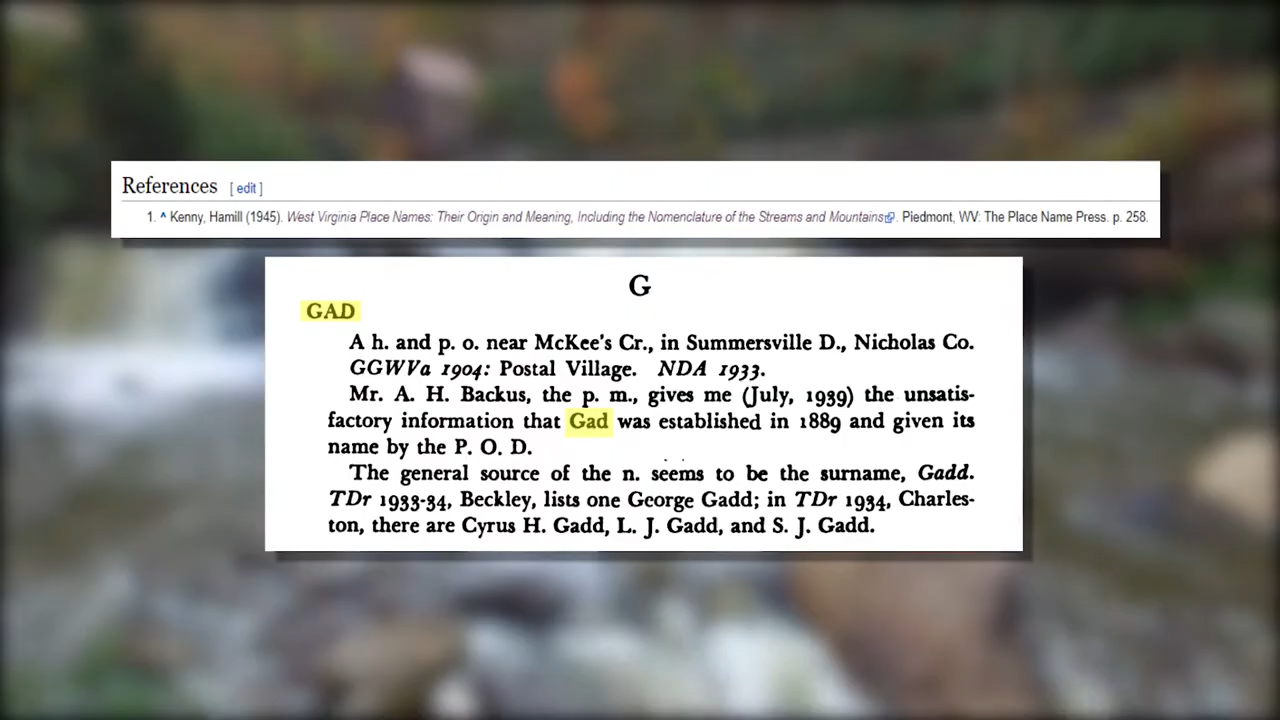 References [ edit ]
1. ^ Kenny, Hamill (1945). West Virginia Place Names: Their Origin and Meaning, Including the Nomenclature of the Streams and Mountains. Piedmont, WV: The Place Name Press. p. 258.
G
GAD
A h. and p. o. near McKee's Cr., in Summersville D., Nicholas Co.
GGWVa 1904: Postal Village. NDA 1933.
Mr. A. H. Backus, the p. m., gives me (July, 1939) the unsatis-
factory information that Gad was established in 1889 and given its
name by the P. O. D.
The general source of the n. seems to be the surname, Gadd.
TDr 1933-34, Beckley, lists one George Gadd; in TDr 1934, Charles-
ton, there are Cyrus H. Gadd, L. J. Gadd, and S. J. Gadd.